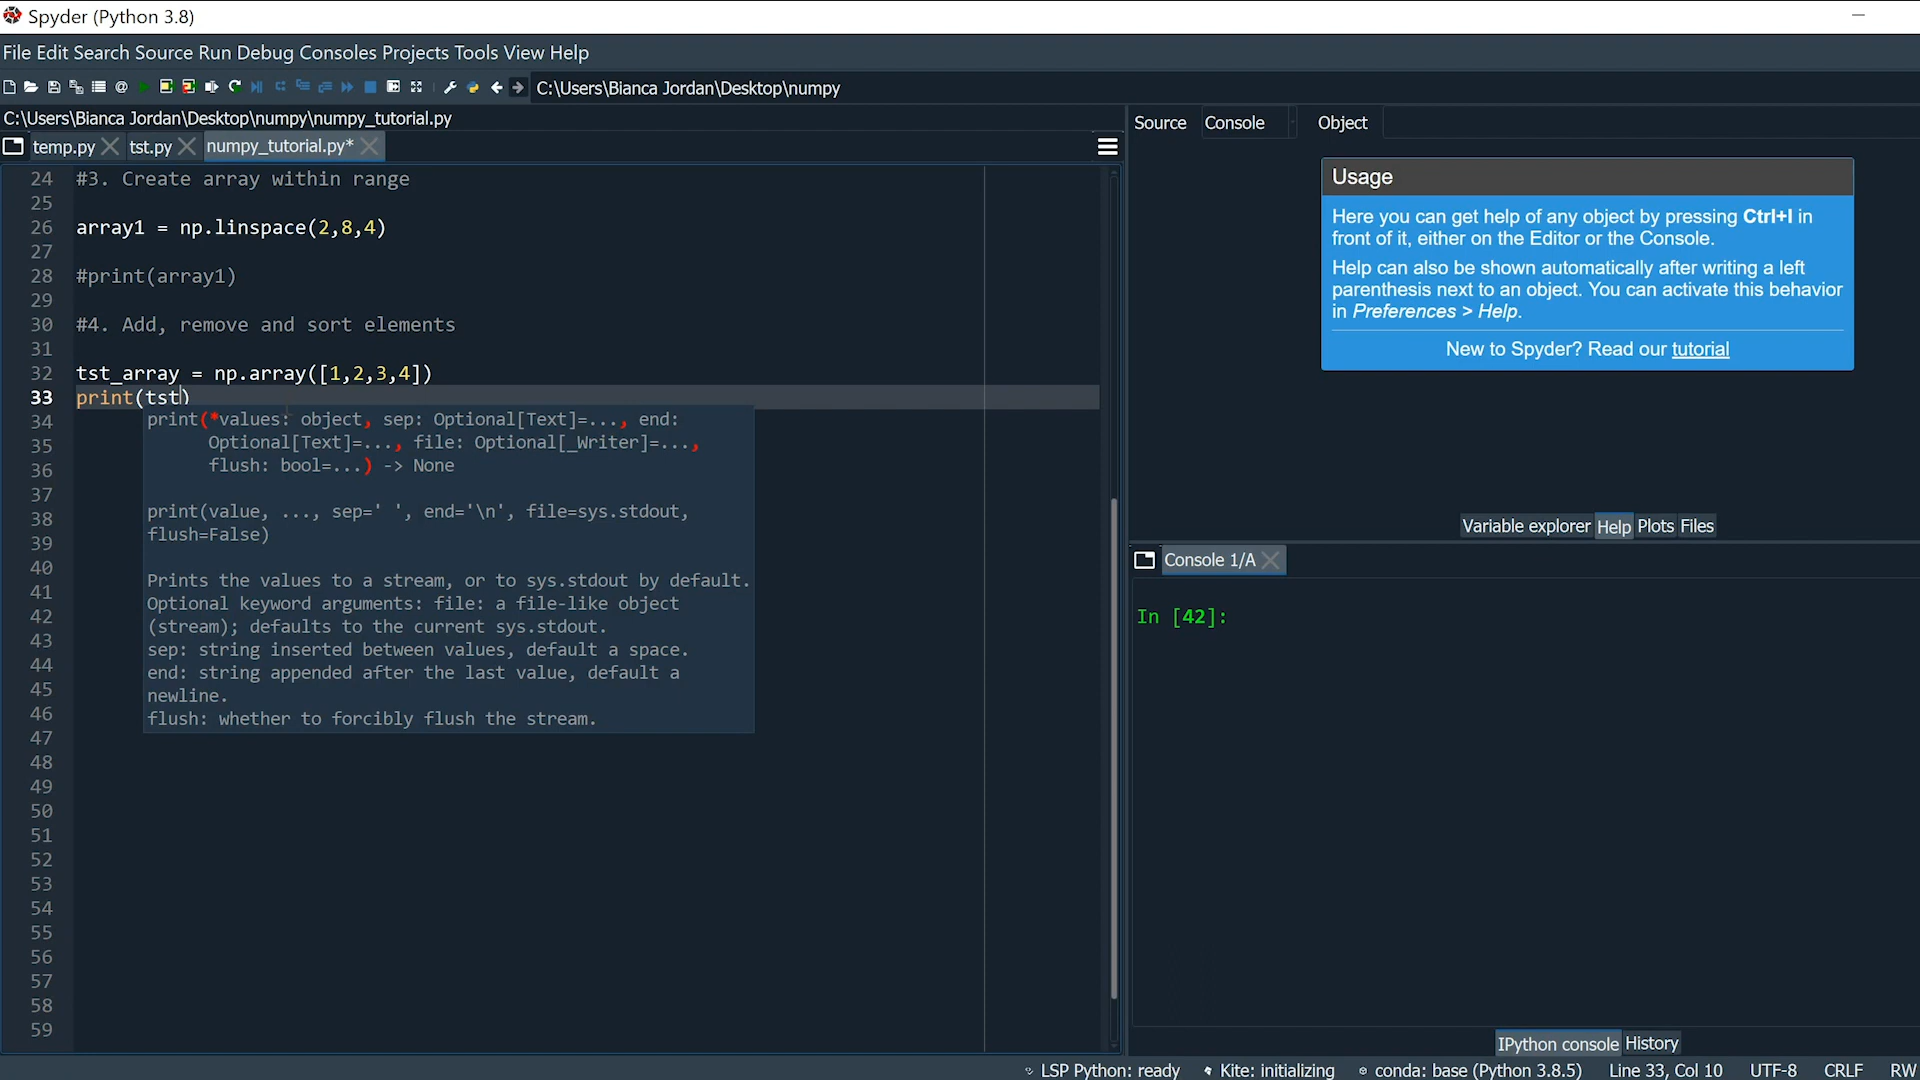 Spyder (Python 3.8)
File Edit Search Source Run Debug Consoles Projects Tools View Help
C:\Users\Bianca Jordan\Desktop\numpy
C:\Users\Bianca Jordan\Desktop\numpy\numpy_tutorial.py
temp.py tst.py numpy_tutorial.py*
24 #3. Create array within range
25
26 array1 = np.linspace(2,8,4)
27
28 #print(array1)
29
30 #4. Add, remove and sort elements
31
32 tst_array = np.array([1,2,3,4])
33 print(tst)
34
35
36
37
38
39
40
41
42
43
44
45
46
47
48
49
50
51
52
53
54
55
56
57
58
59
print(*values: object, sep: Optional[Text]=..., end:
Optional[Text]=..., file: Optional[_Writer]=...,
flush: bool=...) -> None
print(value, ..., sep=' ', end='\n', file=sys.stdout,
flush=False)
Prints the values to a stream, or to sys.stdout by default.
Optional keyword arguments: file: a file-like object
(stream); defaults to the current sys.stdout.
sep: string inserted between values, default a space.
end: string appended after the last value, default a
newline.
flush: whether to forcibly flush the stream.
Source Console Object
Usage
Here you can get help of any object by pressing Ctrl+I in
front of it, either on the Editor or the Console.
Help can also be shown automatically after writing a left
parenthesis next to an object. You can activate this behavior
in Preferences > Help.
New to Spyder? Read our tutorial
Variable explorer Help Plots Files
Console 1/A
In [42]:
IPython console History
LSP Python: ready Kite: initializing conda: base (Python 3.8.5) Line 33, Col 10 UTF-8 CRLF RW